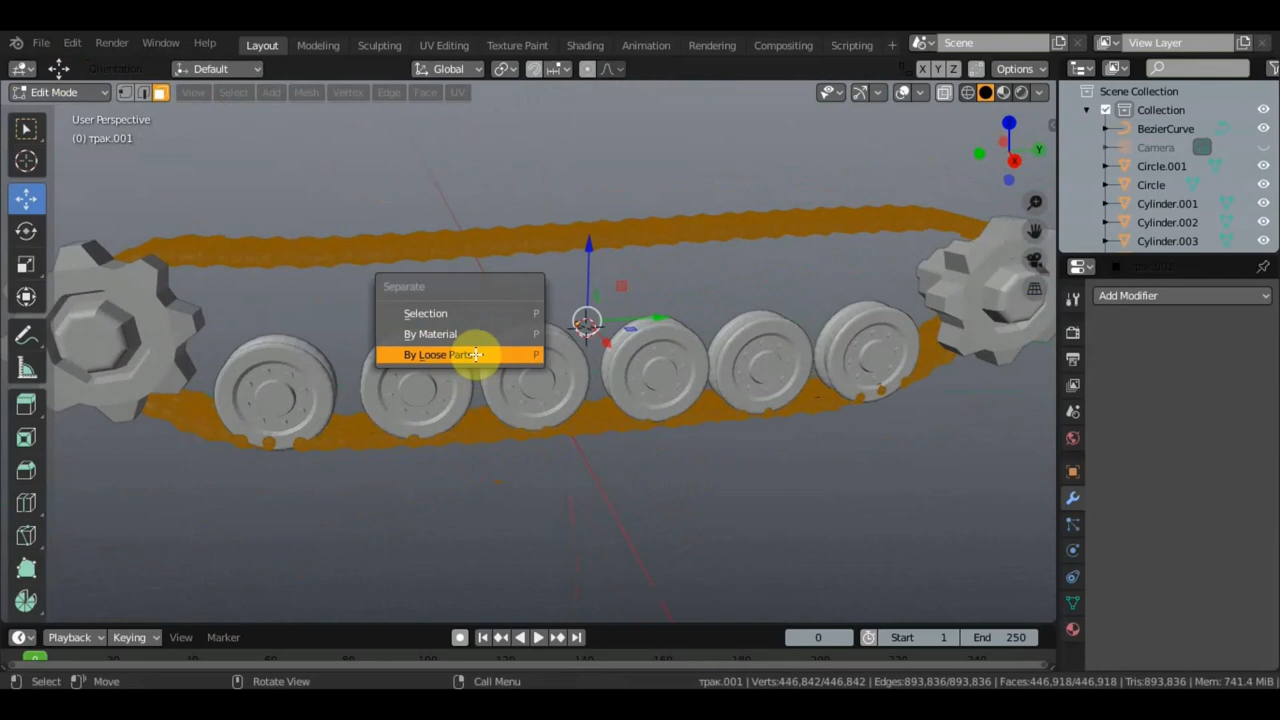 File Edit Render Window Help Layout Modeling Sculpting UV Editing Texture Paint Shading Animation Rendering Compositing Scripting + Scene View Layer
Orientation Default Global X Y Z Options
Edit Mode View Select Add Mesh Vertex Edge Face UV
User Perspective
(0) трак.001
Y
X
Scene Collection
Collection
BezierCurve
Camera
Circle.001
Circle
Cylinder.001
Cylinder.002
Cylinder.003
Add Modifier
Separate
Selection P
By Material P
By Loose Parts P
Playback Keying View Marker 0 Start 1 End 250
0
Select Move Rotate View Call Menu трак.001 | Verts:446,842/446,842 | Edges:893,836/893,836 | Faces:446,918/446,918 | Tris:893,836 | Mem: 741.4 MiB